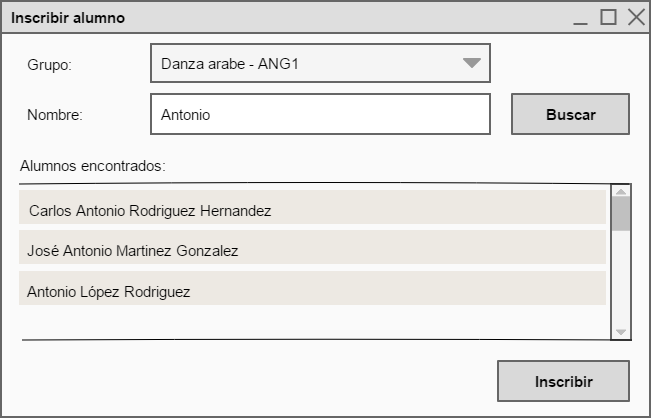 Inscribir alumno
Grupo: Danza arabe - ANG1
Nombre: Antonio Buscar
Alumnos encontrados:
Carlos Antonio Rodriguez Hernandez
José Antonio Martinez Gonzalez
Antonio López Rodriguez
Inscribir